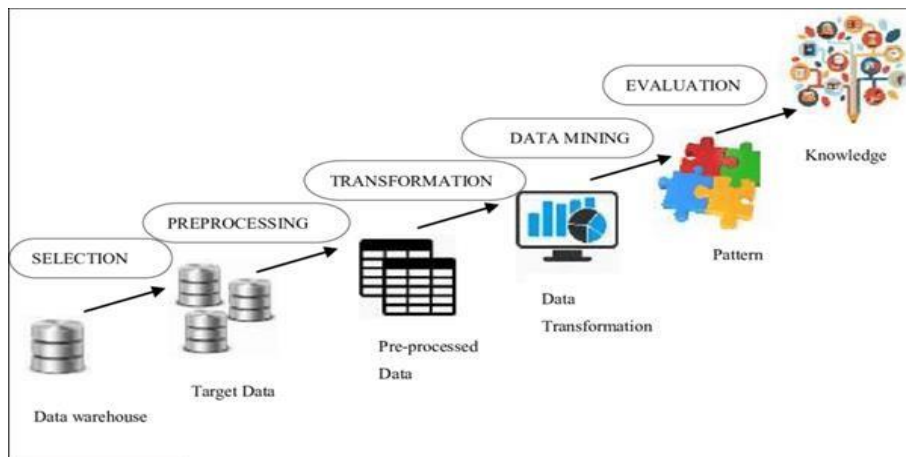 EVALUATION
Knowledge
DATA MINING
Pattern
TRANSFORMATION
Data
Transformation
PREPROCESSING
Pre-processed
Data
SELECTION
Target Data
Data warehouse